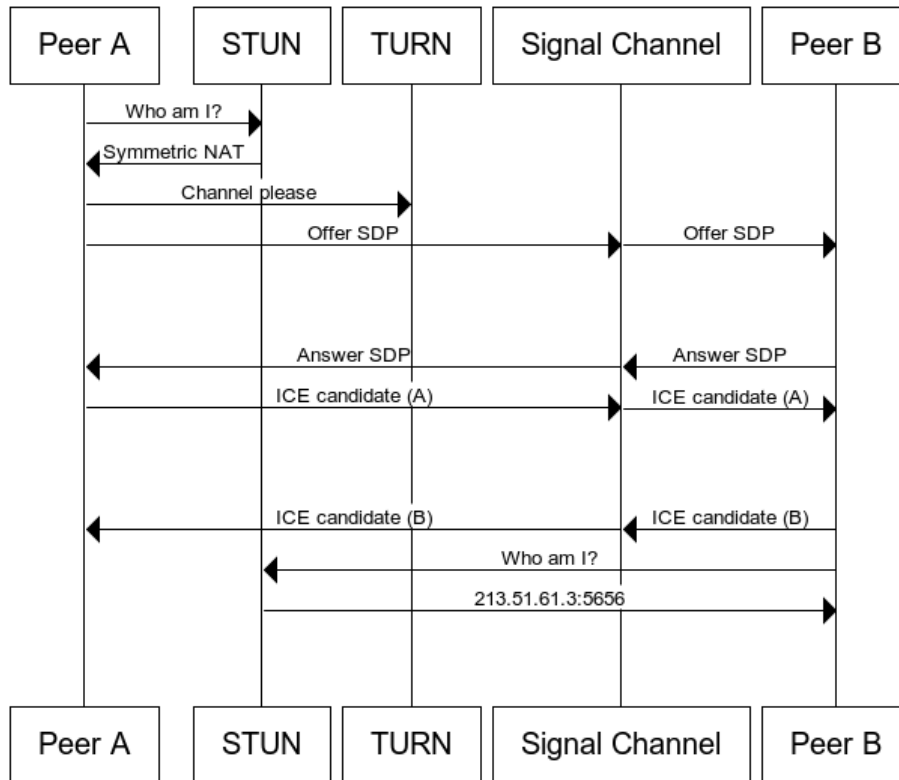 Peer A
STUN
TURN
Signal Channel
Peer B
Who am I?
Symmetric NAT
Channel please
Offer SDP
Offer SDP
Answer SDP
Answer SDP
ICE candidate (A)
ICE candidate (A)
ICE candidate (B)
ICE candidate (B)
Who am I?
213.51.61.3:5656
Peer A
STUN
TURN
Signal Channel
Peer B